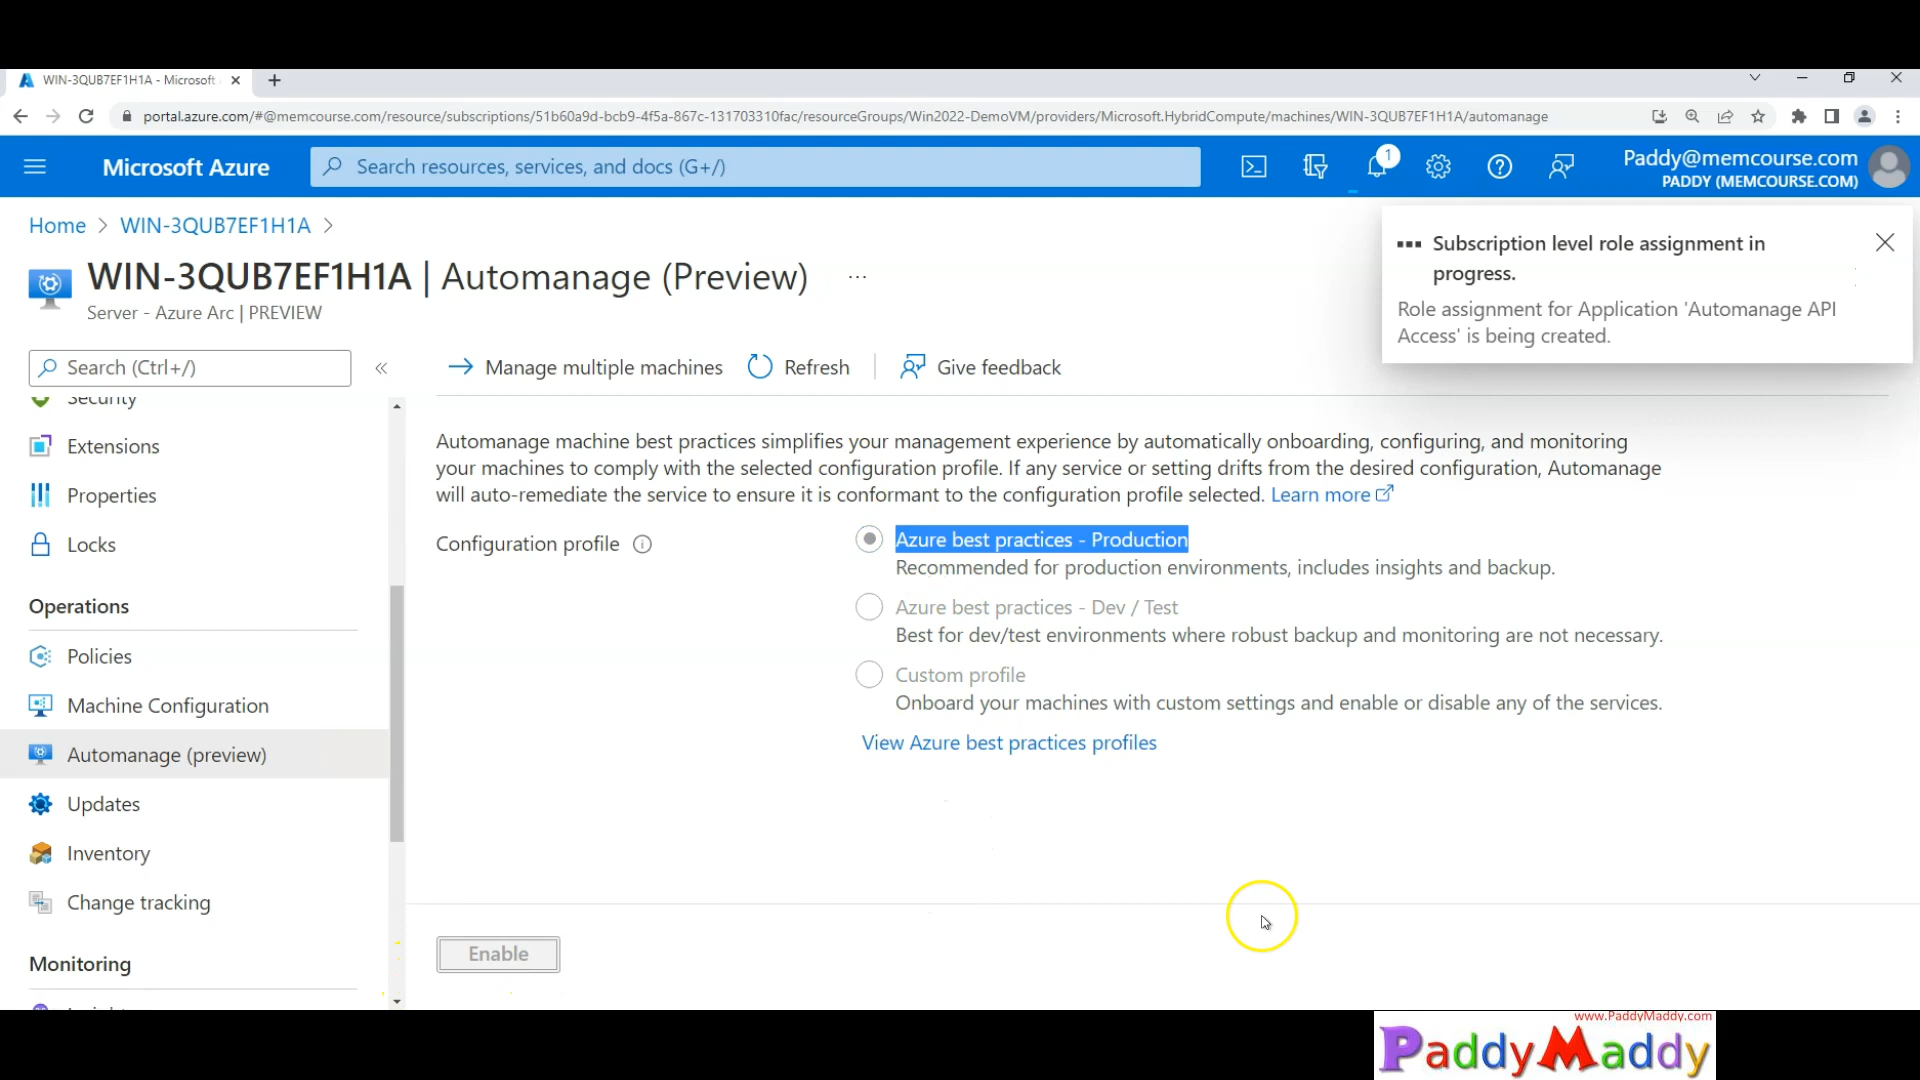 WIN-3QUB7EF1H1A - Microsoft
portal.azure.com/#@memcourse.com/resource/subscriptions/51b60a9d-bcb9-4f5a-867c-131703310fac/resourceGroups/Win2022-DemoVM/providers/Microsoft.HybridCompute/machines/WIN-3QUB7EF1H1A/automanage
Microsoft Azure
Search resources, services, and docs (G+/)
1
Paddy@memcourse.com
PADDY (MEMCOURSE.COM)
Home > WIN-3QUB7EF1H1A >
WIN-3QUB7EF1H1A | Automanage (Preview) ...
Server - Azure Arc | PREVIEW
Subscription level role assignment in
progress.
Role assignment for Application 'Automanage API
Access' is being created.
Search (Ctrl+/)
«
Manage multiple machines
Refresh
Give feedback
Security
Extensions
Properties
Locks
Operations
Policies
Machine Configuration
Automanage (preview)
Updates
Inventory
Change tracking
Monitoring
Automanage machine best practices simplifies your management experience by automatically onboarding, configuring, and monitoring
your machines to comply with the selected configuration profile. If any service or setting drifts from the desired configuration, Automanage
will auto-remediate the service to ensure it is conformant to the configuration profile selected. Learn more
Configuration profile
Azure best practices - Production
Recommended for production environments, includes insights and backup.
Azure best practices - Dev / Test
Best for dev/test environments where robust backup and monitoring are not necessary.
Custom profile
Onboard your machines with custom settings and enable or disable any of the services.
View Azure best practices profiles
Enable
www.PaddyMaddy.com
PaddyMaddy